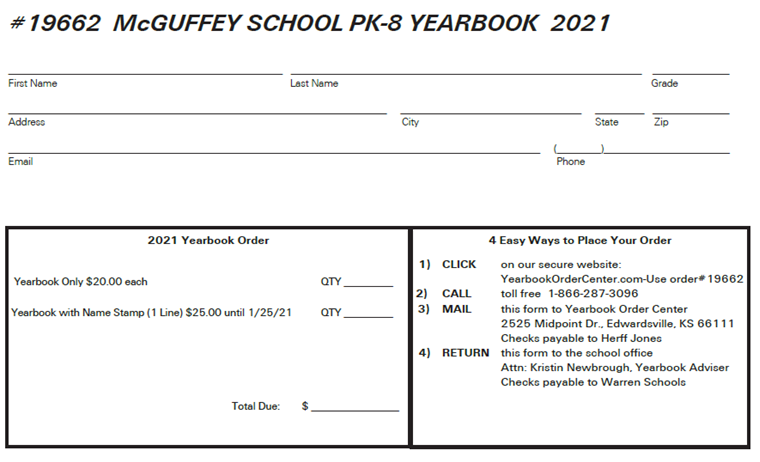 #19662 McGUFFEY SCHOOL PK-8 YEARBOOK 2021
First Name Last Name Grade
Address City State Zip
( )
Email Phone
2021 Yearbook Order
Yearbook Only $20.00 each QTY
Yearbook with Name Stamp (1 Line) $25.00 until 1/25/21 QTY
Total Due: $
4 Easy Ways to Place Your Order
1) CLICK on our secure website:
YearbookOrderCenter.com-Use order# 19662
2) CALL toll free 1-866-287-3096
3) MAIL this form to Yearbook Order Center
2525 Midpoint Dr., Edwardsville, KS 66111
Checks payable to Herff Jones
4) RETURN this form to the school office
Attn: Kristin Newbrough, Yearbook Adviser
Checks payable to Warren Schools